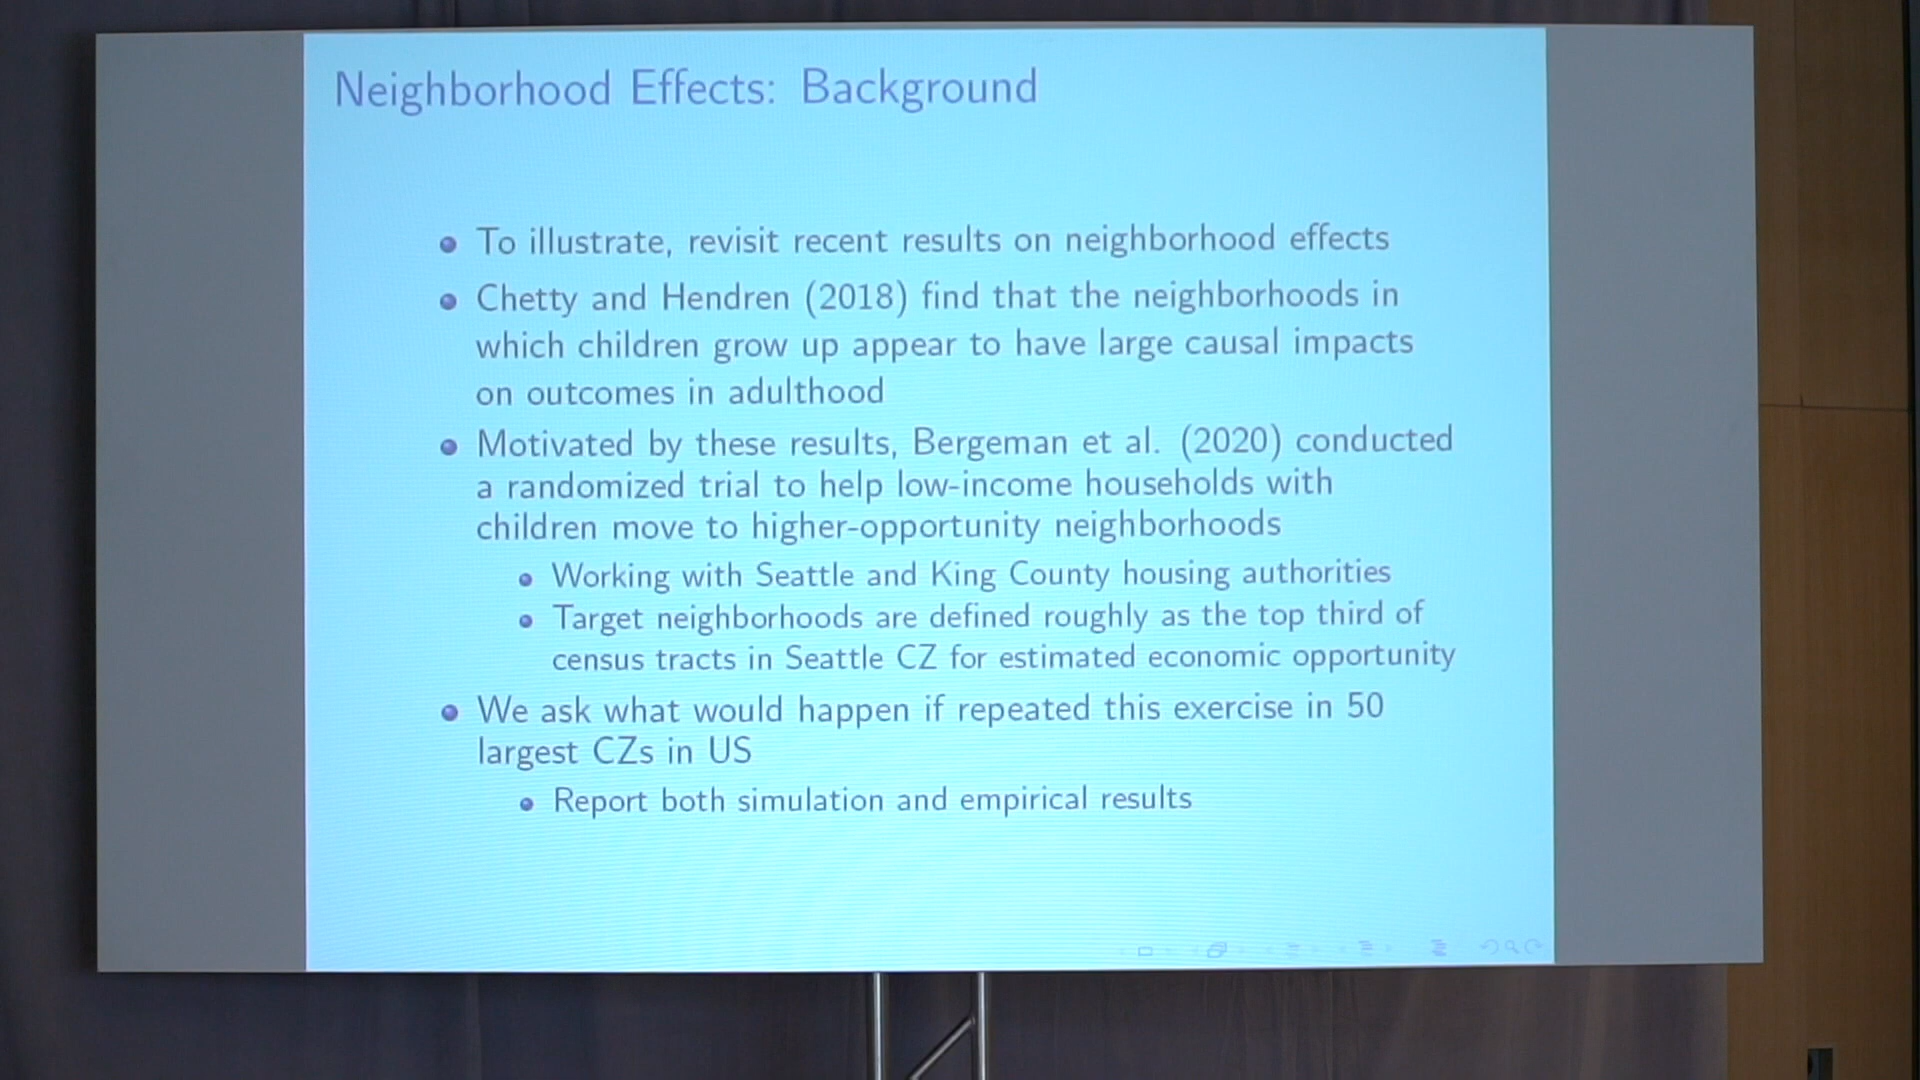 Neighborhood Effects: Background
To illustrate, revisit recent results on neighborhood effects
Chetty and Hendren (2018) find that the neighborhoods in
which children grow up appear to have large causal impacts
on outcomes in adulthood
Motivated by these results, Bergeman et al. (2020) conducted
a randomized trial to help low-income households with
children move to higher-opportunity neighborhoods
Working with Seattle and King County housing authorities
Target neighborhoods are defined roughly as the top third of
census tracts in Seattle CZ for estimated economic opportunity
We ask what would happen if repeated this exercise in 50
largest CZs in US
Report both simulation and empirical results